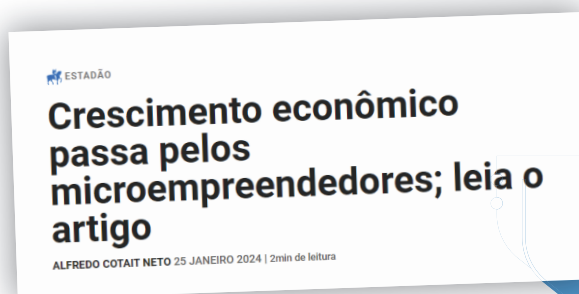 ESTADÃO
Crescimento econômico
passa pelos
microempreendedores; leia o
artigo
ALFREDO COTAIT NETO 25 JANEIRO 2024 | 2min de leitura